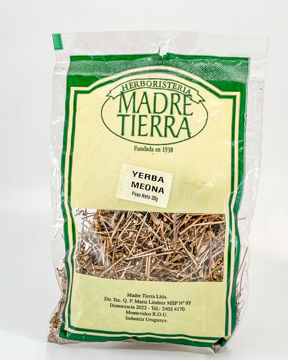 HERBORISTERIA
MADRE
TIERRA
Fundada en 1938
YERBA
MEONA
Peso Neto 30g
Madre Tierra Ltda.
Dir. Tec. Q. F. Marta Lindner MSP Nº 97
Democracia 2022 - Tel.: 2402 4170
Montevideo R.O.U.
Industria Uruguaya.